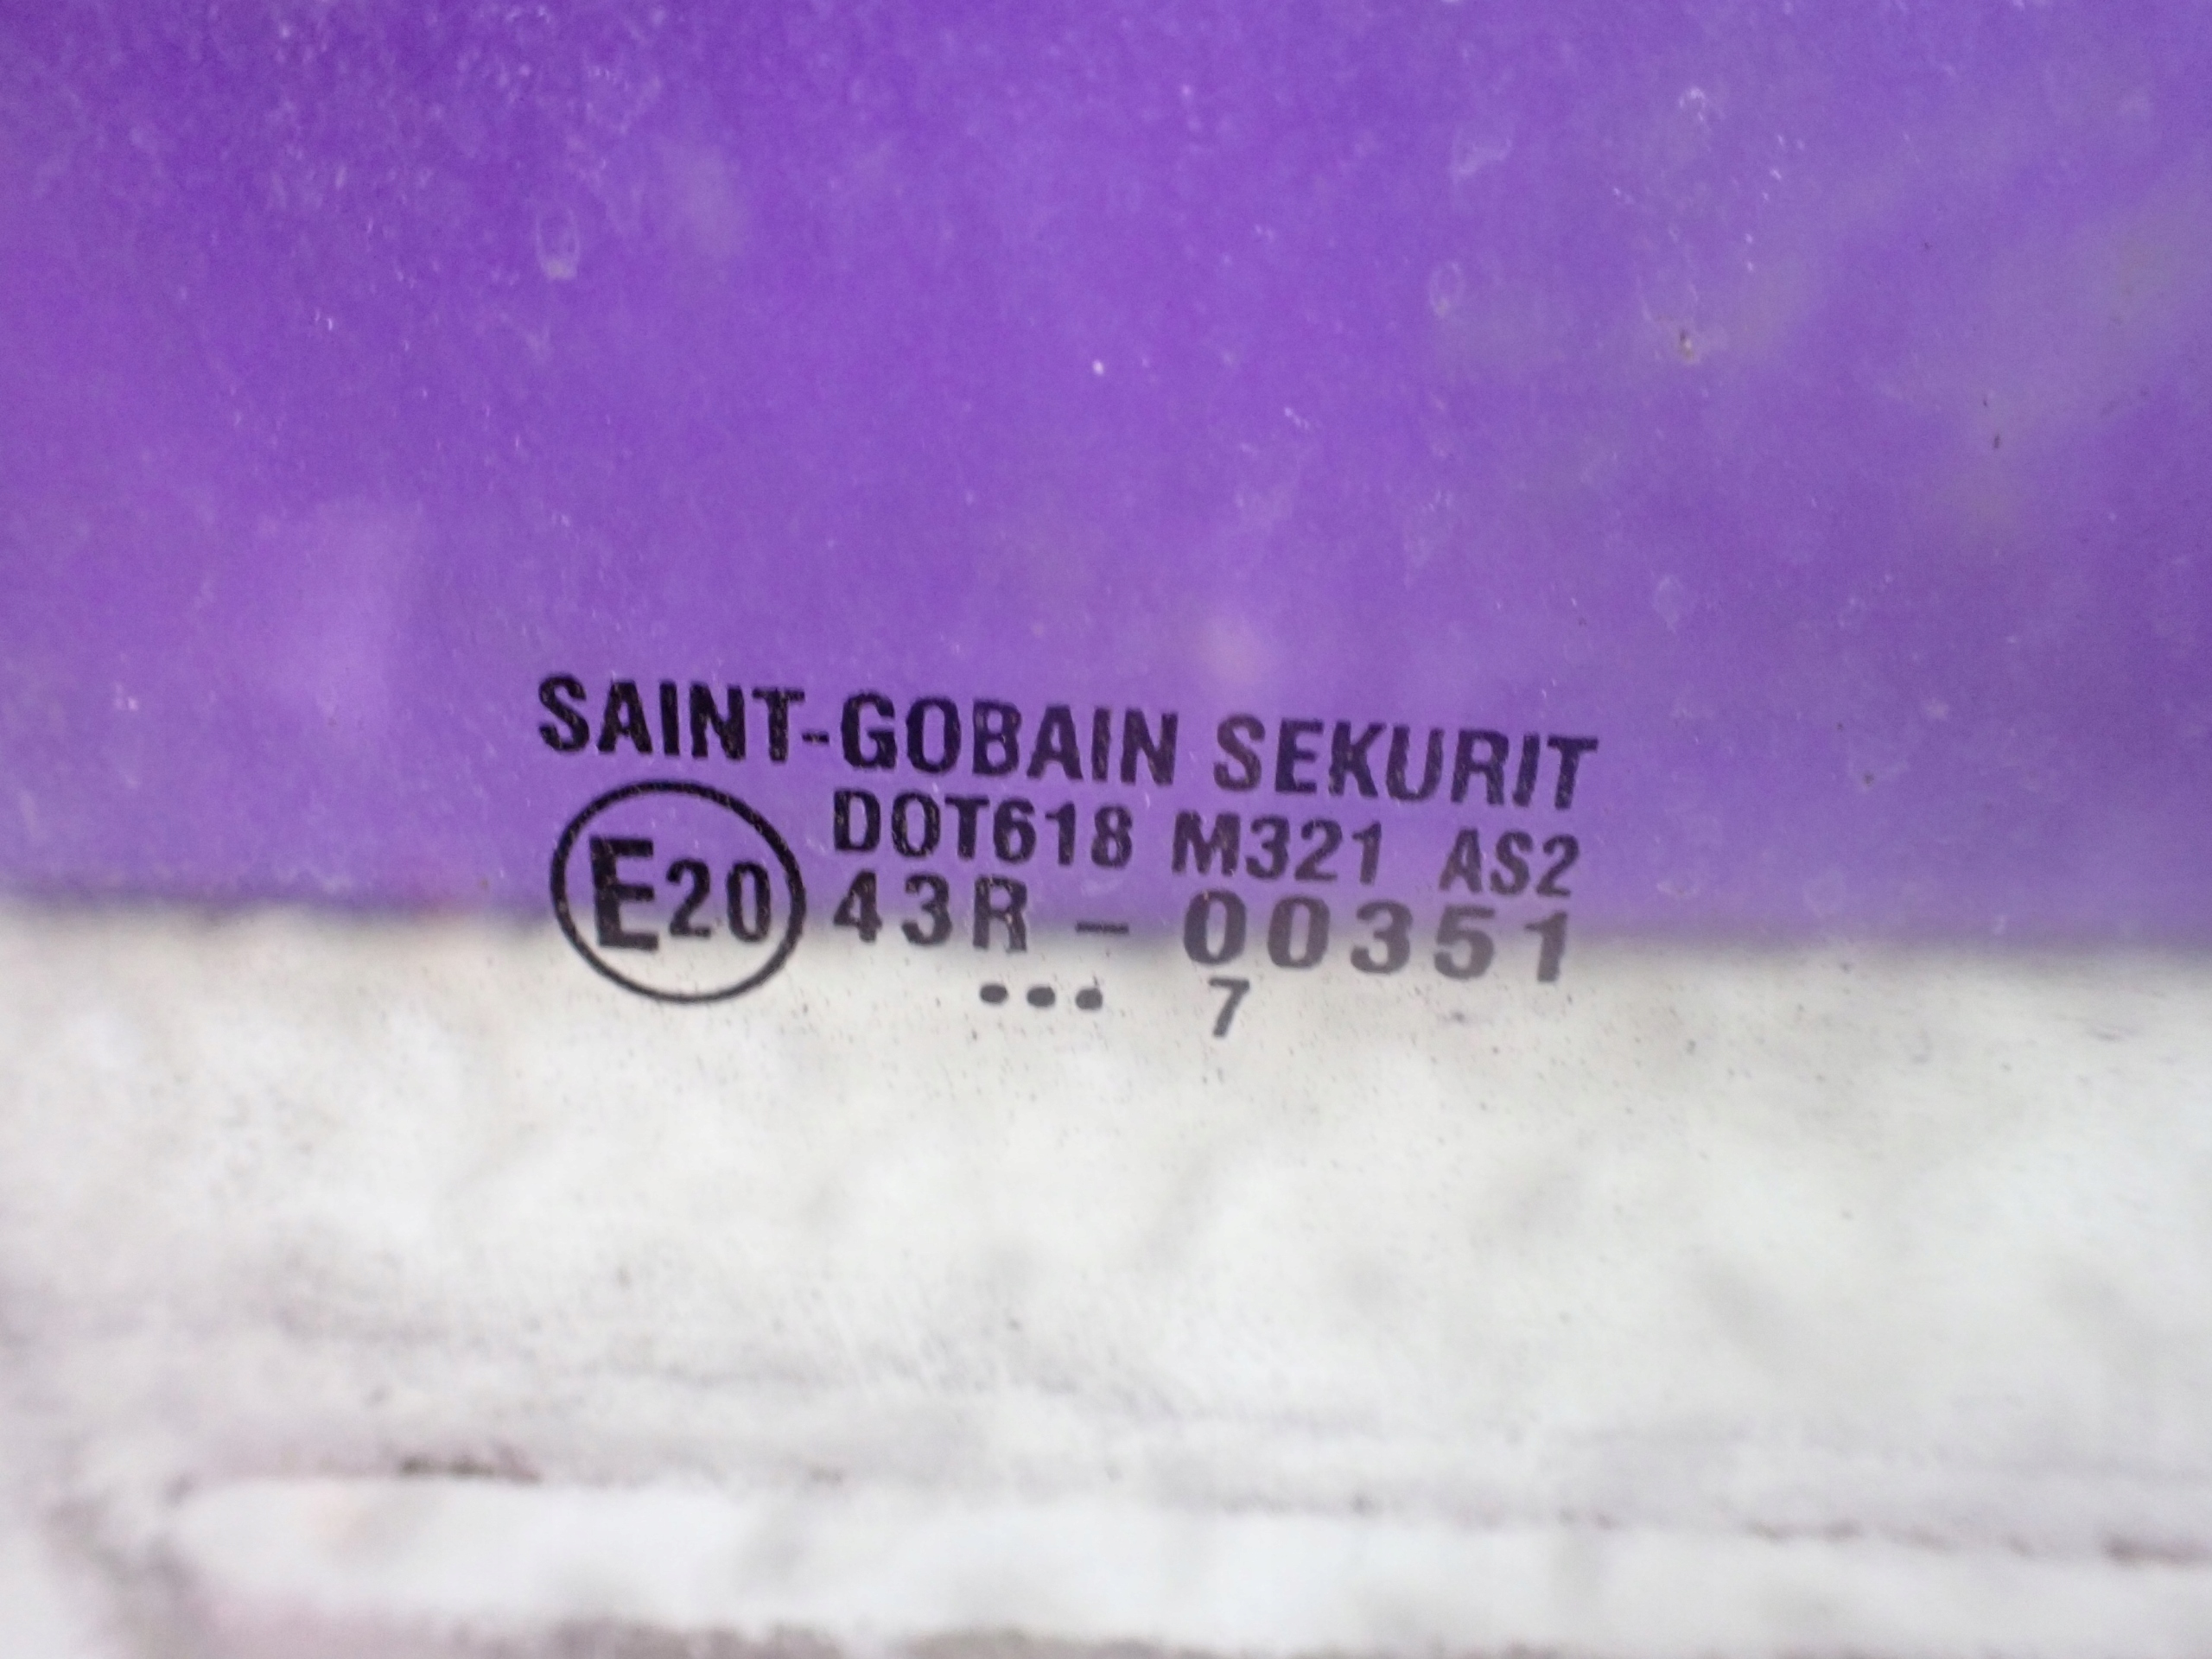 SAINT-GOBAIN SEKURIT
DOT618 M321 AS2
E20 43R - 00351
••• 7